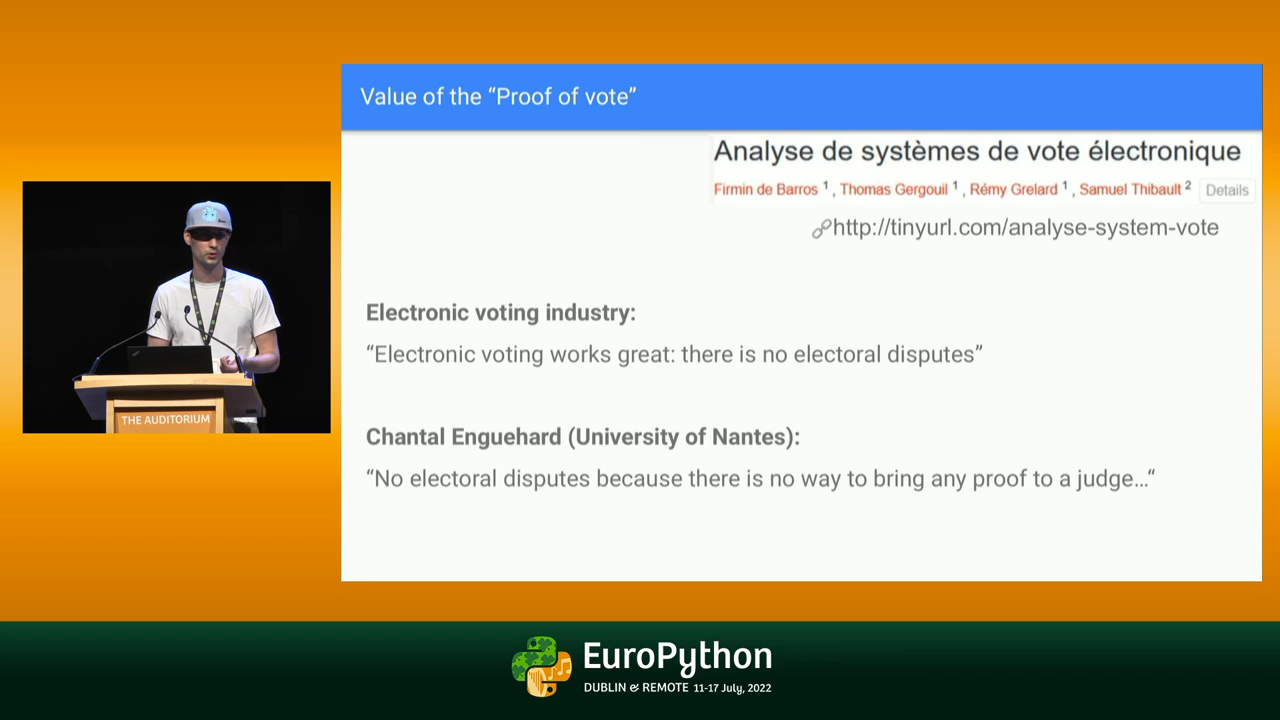 Value of the “Proof of vote”
Analyse de systèmes de vote électronique
Firmin de Barros 1 , Thomas Gergouil 1 , Rémy Grelard 1 , Samuel Thibault 2 Details
http://tinyurl.com/analyse-system-vote
Electronic voting industry:
“Electronic voting works great: there is no electoral disputes”
Chantal Enguehard (University of Nantes):
“No electoral disputes because there is no way to bring any proof to a judge…“
THE AUDITORIUM
EuroPython
DUBLIN & REMOTE 11-17 July, 2022